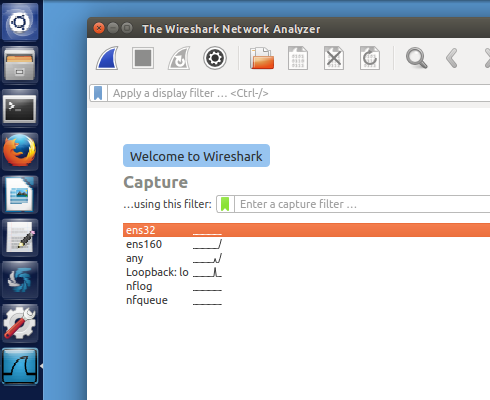 The Wireshark Network Analyzer
Apply a display filter ... <Ctrl-/>
Welcome to Wireshark
Capture
...using this filter: Enter a capture filter ...
ens32
ens160
any
Loopback: lo
nflog
nfqueue